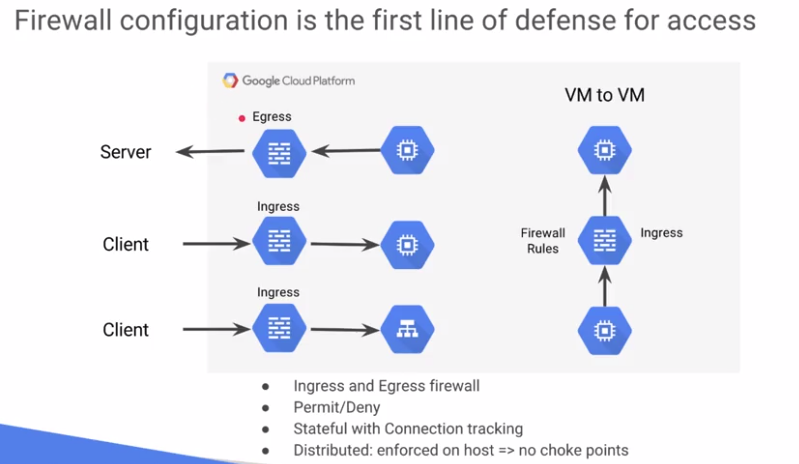 Firewall configuration is the first line of defense for access
Google Cloud Platform
VM to VM
Egress
Server
Ingress
Client
Firewall
Rules
Ingress
Ingress
Client
Ingress and Egress firewall
Permit/Deny
Stateful with Connection tracking
Distributed: enforced on host => no choke points